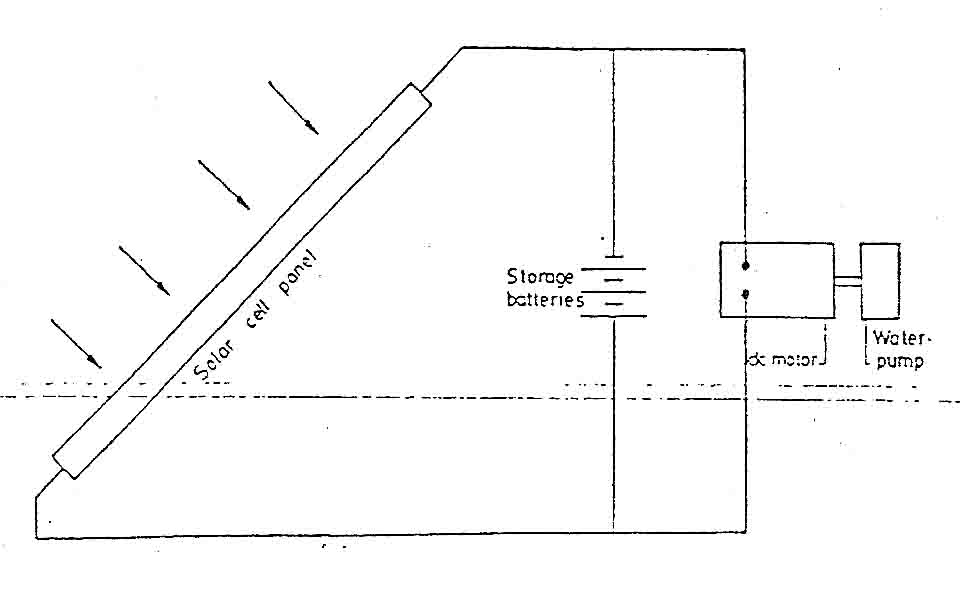 Solar cell panel
Storage
batteries
dc motor
Water-
pump